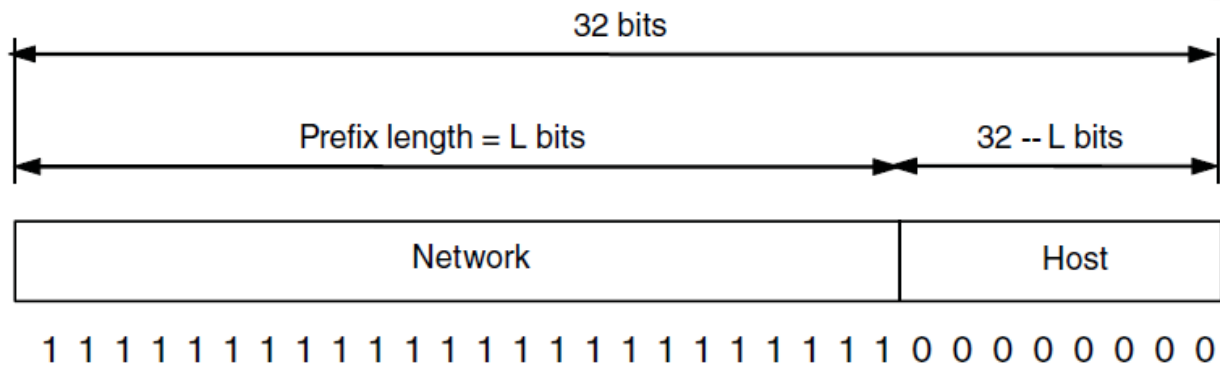 32 bits
Prefix length = L bits 32 -- L bits
Network Host
1 1 1 1 1 1 1 1 1 1 1 1 1 1 1 1 1 1 1 1 1 1 1 1 0 0 0 0 0 0 0 0